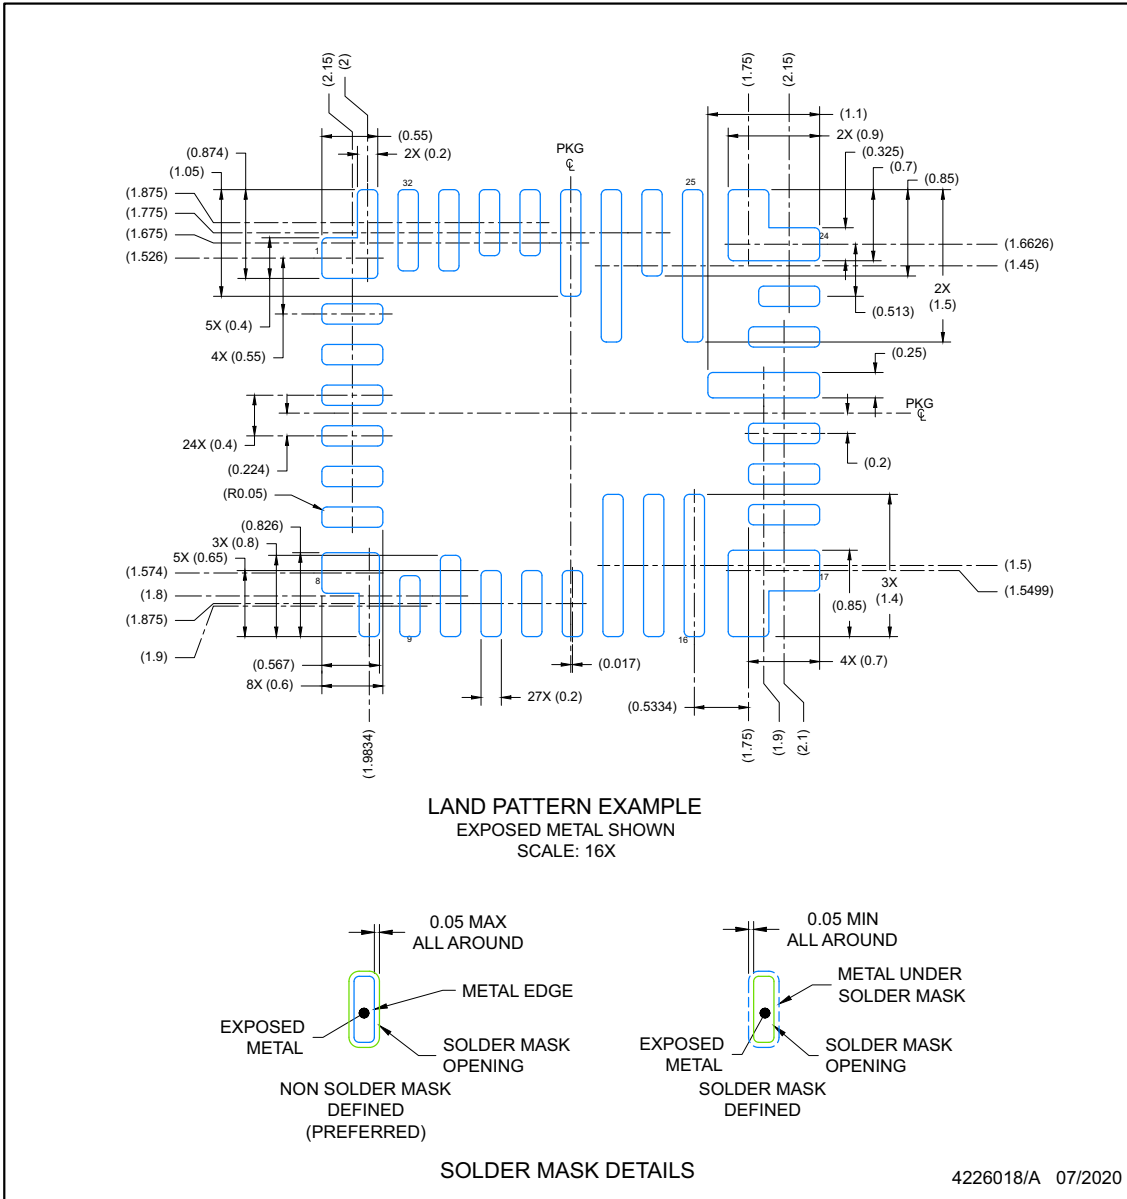 (2.15)
(2)
(1.75)
(2.15)
(0.55)
2X (0.2)
(0.874)
(1.05)
(1.875)
(1.775)
(1.675)
(1.526)
5X (0.4)
4X (0.55)
24X (0.4)
(0.224)
(R0.05)
(0.826)
3X (0.8)
5X (0.65)
(1.574)
(1.8)
(1.875)
(1.9)
(0.567)
8X (0.6)
(1.9834)
1
32
PKG
℄
25
24
(1.1)
2X (0.9)
(0.325)
(0.7)
(0.85)
(1.6626)
(1.45)
2X
(1.5)
(0.513)
(0.25)
PKG
℄
(0.2)
8
9
16
17
27X (0.2)
(0.017)
(0.5334)
(1.75)
(1.9)
(2.1)
4X (0.7)
(0.85)
3X
(1.4)
(1.5)
(1.5499)
LAND PATTERN EXAMPLE
EXPOSED METAL SHOWN
SCALE: 16X
0.05 MAX
ALL AROUND
METAL EDGE
EXPOSED
METAL
SOLDER MASK
OPENING
NON SOLDER MASK
DEFINED
(PREFERRED)
0.05 MIN
ALL AROUND
METAL UNDER
SOLDER MASK
EXPOSED
METAL
SOLDER MASK
OPENING
SOLDER MASK
DEFINED
SOLDER MASK DETAILS
4226018/A 07/2020